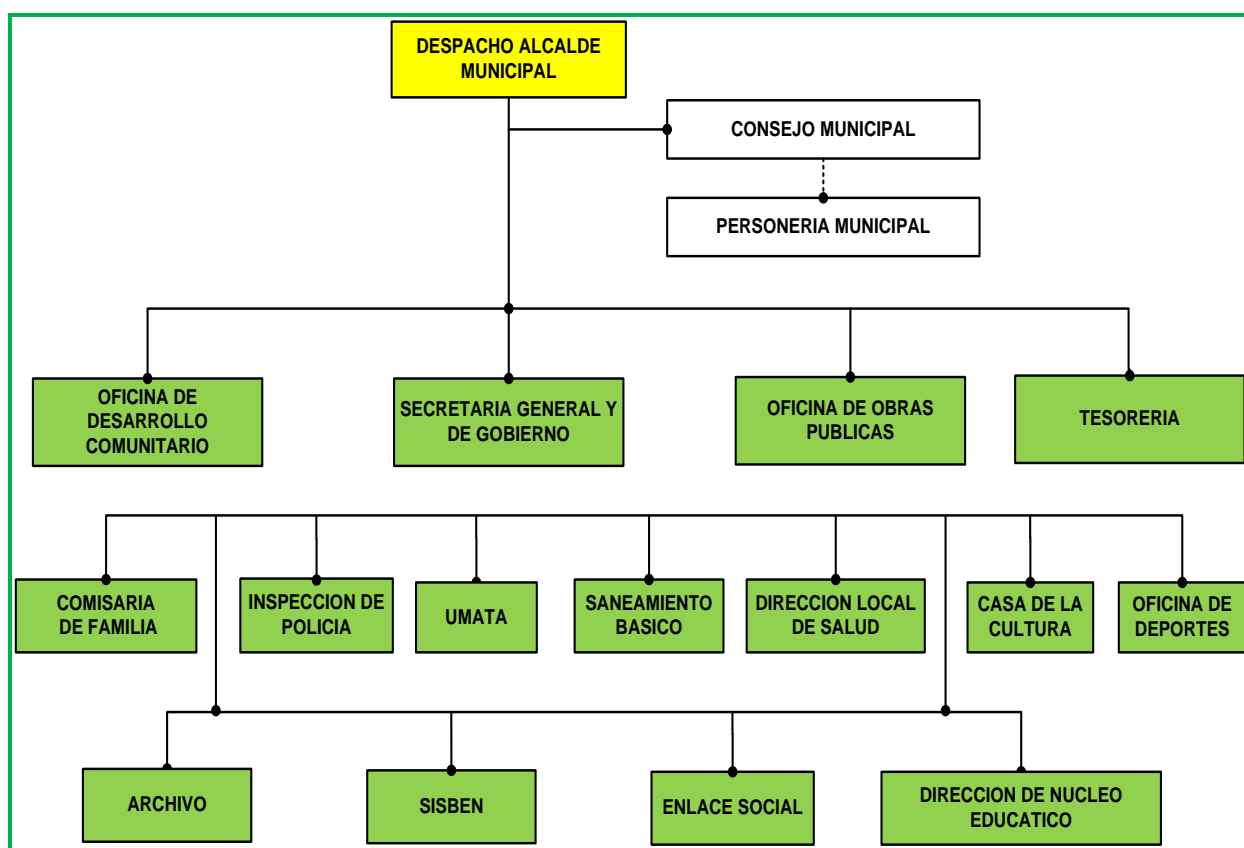 DESPACHO ALCALDE
MUNICIPAL
CONSEJO MUNICIPAL
PERSONERIA MUNICIPAL
OFICINA DE
DESARROLLO
COMUNITARIO
SECRETARIA GENERAL Y
DE GOBIERNO
OFICINA DE OBRAS
PUBLICAS
TESORERIA
COMISARIA
DE FAMILIA
INSPECCION DE
POLICIA
UMATA
SANEAMIENTO
BASICO
DIRECCION LOCAL
DE SALUD
CASA DE LA
CULTURA
OFICINA DE
DEPORTES
ARCHIVO
SISBEN
ENLACE SOCIAL
DIRECCION DE NUCLEO
EDUCATICO